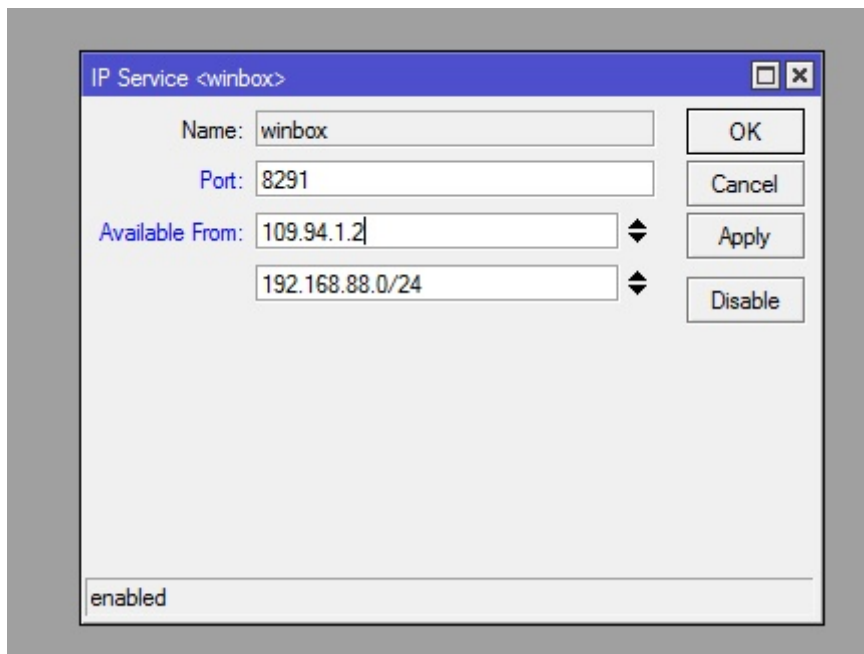 IP Service <winbox>
Name: winbox OK
Port: 8291 Cancel
Available From: 109.94.1.2 Apply
192.168.88.0/24
Disable
enabled